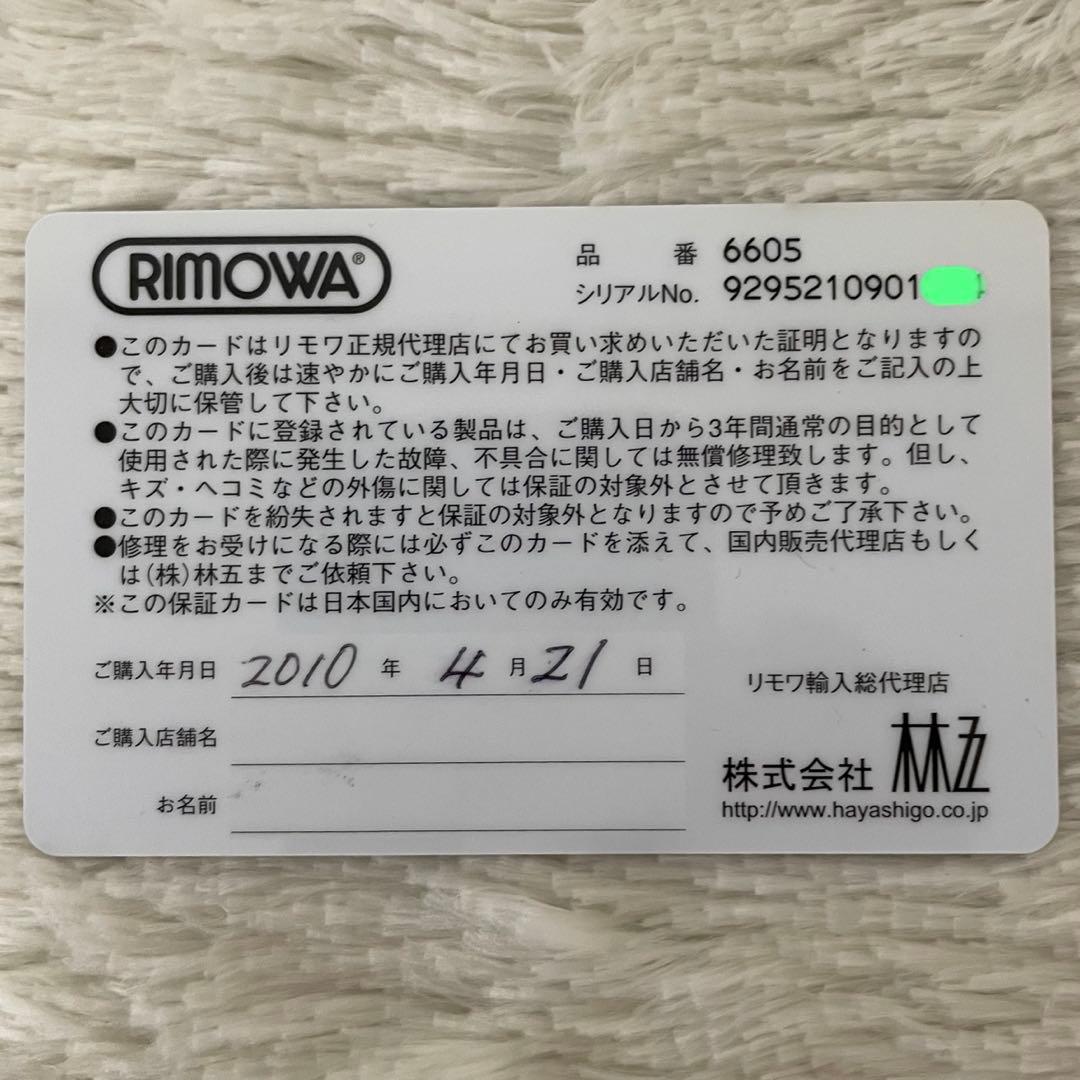 RIMOWA®
品番 6605
シリアルNo. 9295210901
●このカードはリモワ正規代理店にてお買い求めいただいた証明となりますの
で、ご購入後は速やかにご購入年月日・ご購入店舗名・お名前をご記入の上
大切に保管して下さい。
●このカードに登録されている製品は、ご購入日から3年間通常の目的として
使用された際に発生した故障、不具合に関しては無償修理致します。但し、
キズ・ヘコミなどの外傷に関しては保証の対象外とさせて頂きます。
●このカードを紛失されますと保証の対象外となりますので予めご了承下さい。
●修理をお受けになる際には必ずこのカードを添えて、国内販売代理店もしく
は(株)林五までご依頼下さい。
※この保証カードは日本国内においてのみ有効です。
ご購入年月日 2010 年 4 月 21 日
ご購入店舗名
お名前
リモワ輸入総代理店
株式会社 林五
http://www.hayashigo.co.jp